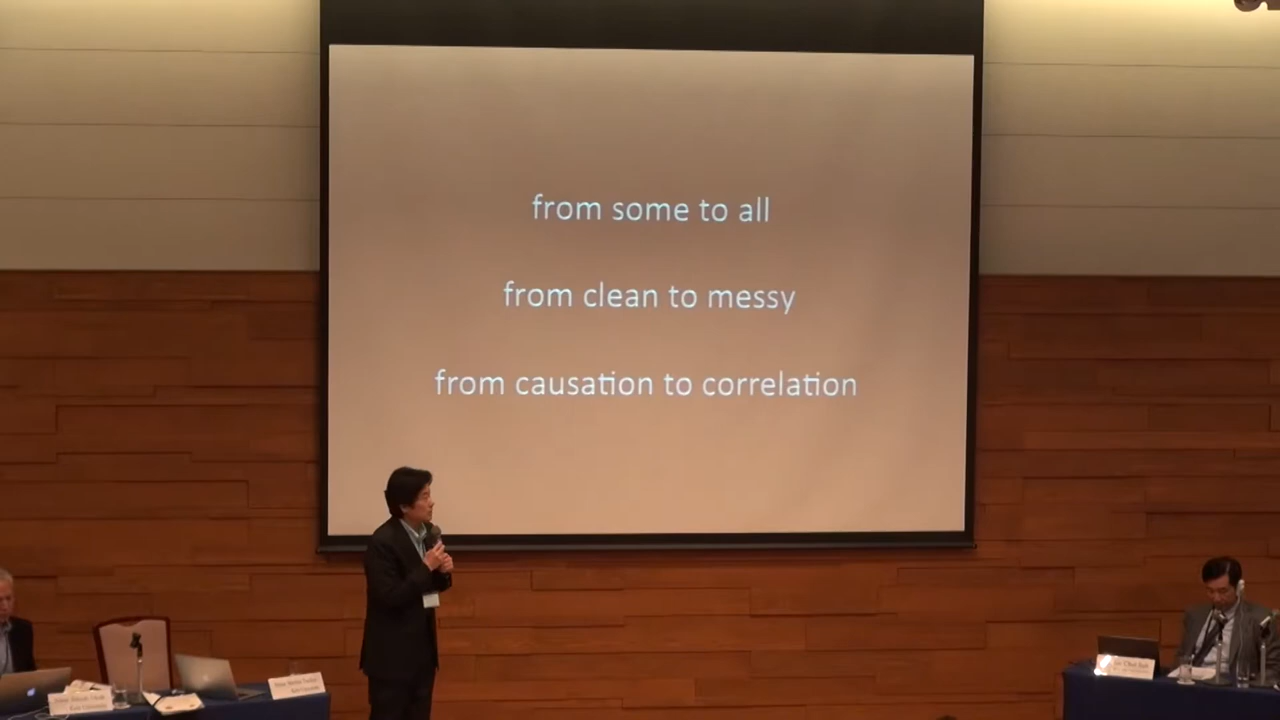 from some to all
from clean to messy
from causation to correlation